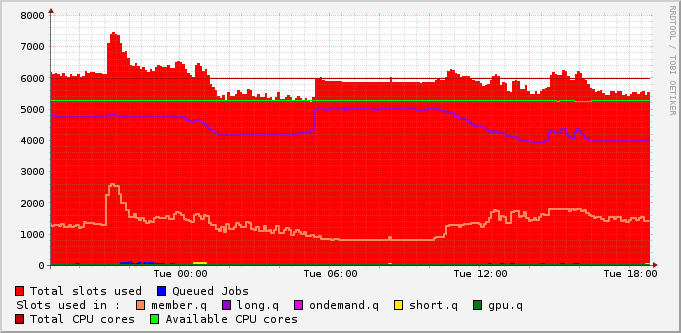 8000
7000
6000
5000
4000
3000
2000
1000
0
Tue 00:00 Tue 06:00 Tue 12:00 Tue 18:00
Total slots used Queued Jobs
Slots used in : member.q long.q ondemand.q short.q gpu.q
Total CPU cores Available CPU cores
RRDTOOL / TOBI OETIKER